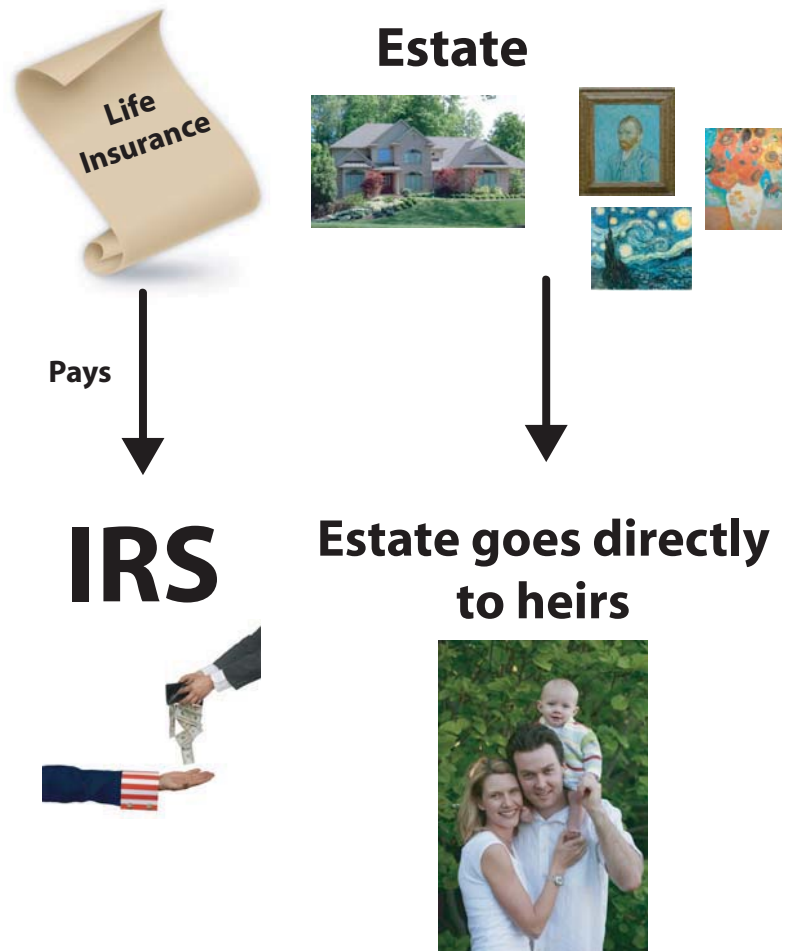 Life
Insurance
Estate
Pays
IRS
Estate goes directly
to heirs